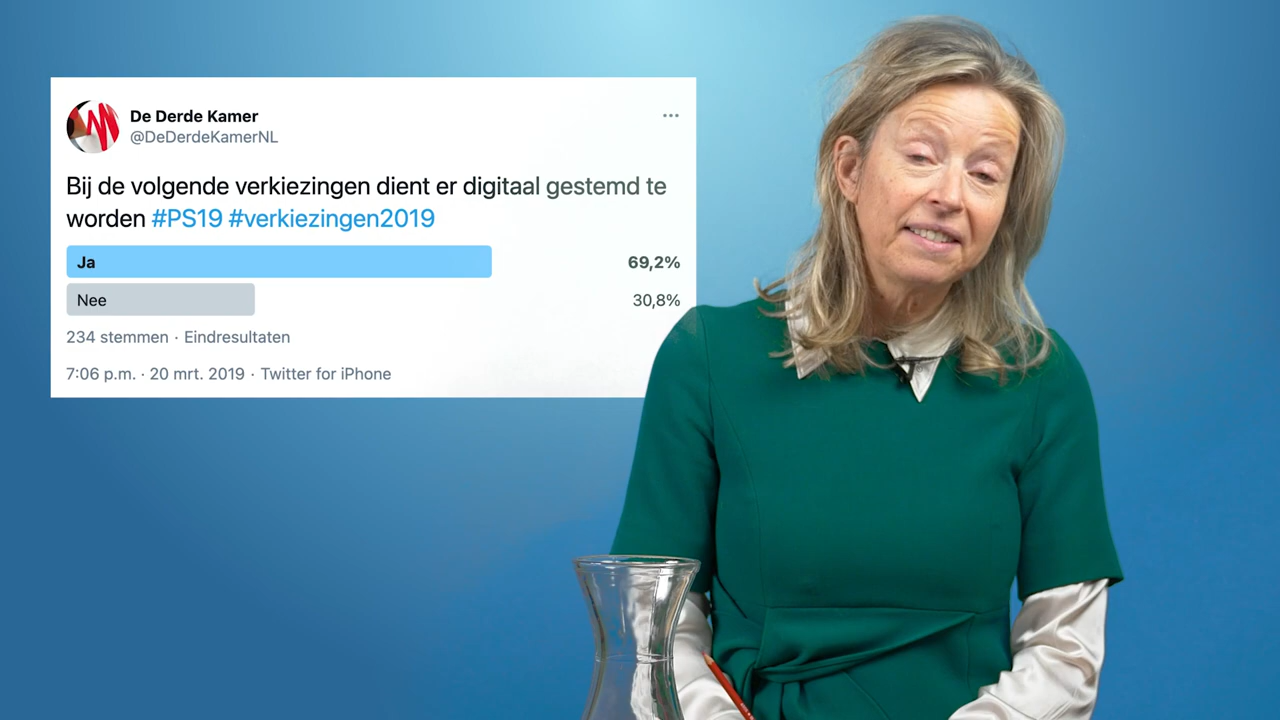 De Derde Kamer
@DeDerdeKamerNL
Bij de volgende verkiezingen dient er digitaal gestemd te
worden #PS19 #verkiezingen2019
Ja 69,2%
Nee 30,8%
234 stemmen · Eindresultaten
7:06 p.m. · 20 mrt. 2019 · Twitter for iPhone